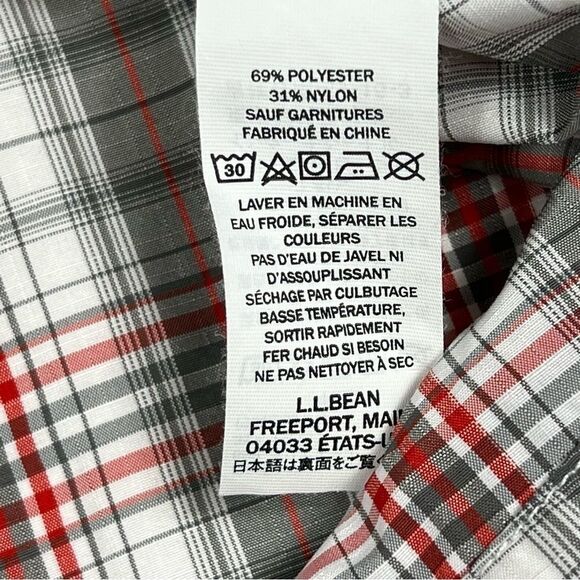 69% POLYESTER
31% NYLON
SAUF GARNITURES
FABRIQUÉ EN CHINE
30
LAVER EN MACHINE EN
EAU FROIDE, SÉPARER LES
COULEURS
PAS D'EAU DE JAVEL NI
D'ASSOUPLISSANT
SÉCHAGE PAR CULBUTAGE
BASSE TEMPÉRATURE,
SORTIR RAPIDEMENT
FER CHAUD SI BESOIN
NE PAS NETTOYER À SEC
L.L.BEAN
FREEPORT,
04033
日本語は裏面をご覧